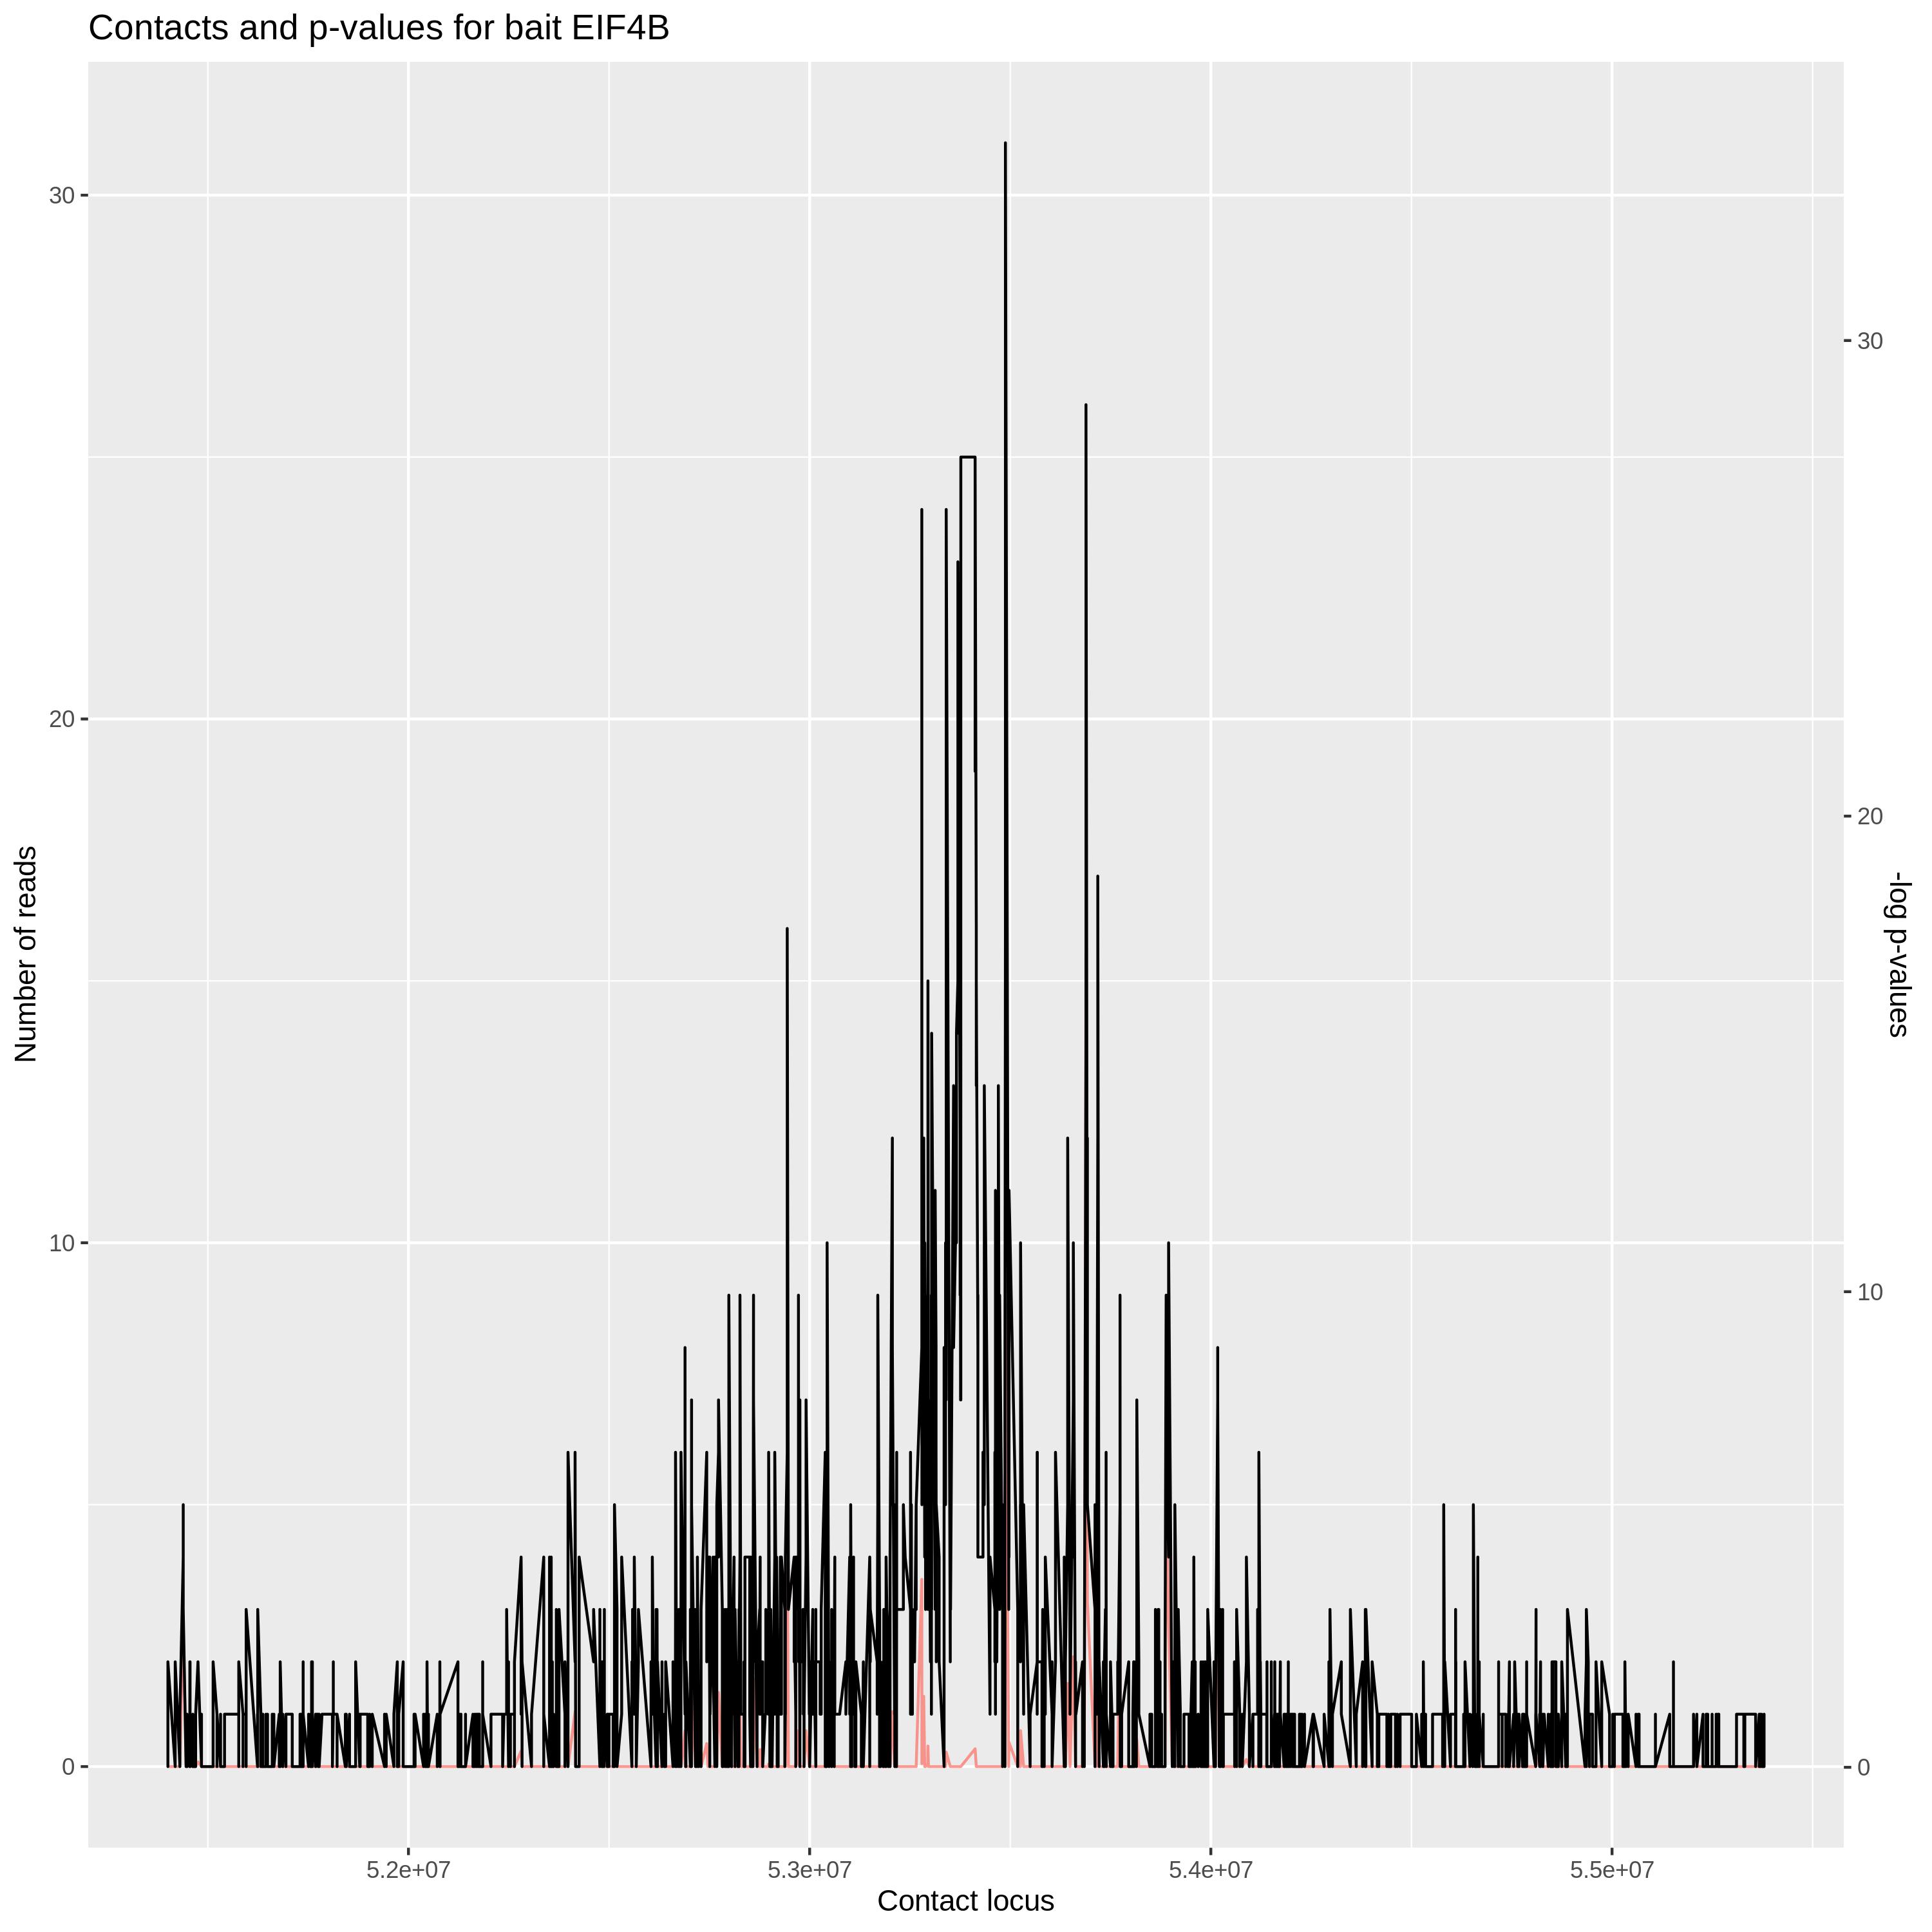 Contacts and p-values for bait EIF4B
30
20
10
0
Number of reads
30
20
10
0
-log p-values
5.2e+07
5.3e+07
5.4e+07
5.5e+07
Contact locus